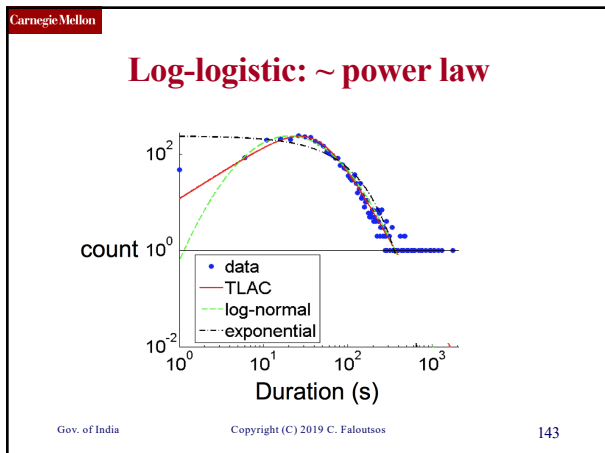 Carnegie Mellon
Log-logistic: ~ power law
10^2
count 10^0
data
TLAC
log-normal
exponential
10^-2
10^0 10^1 10^2 10^3
Duration (s)
Gov. of India Copyright (C) 2019 C. Faloutsos 143